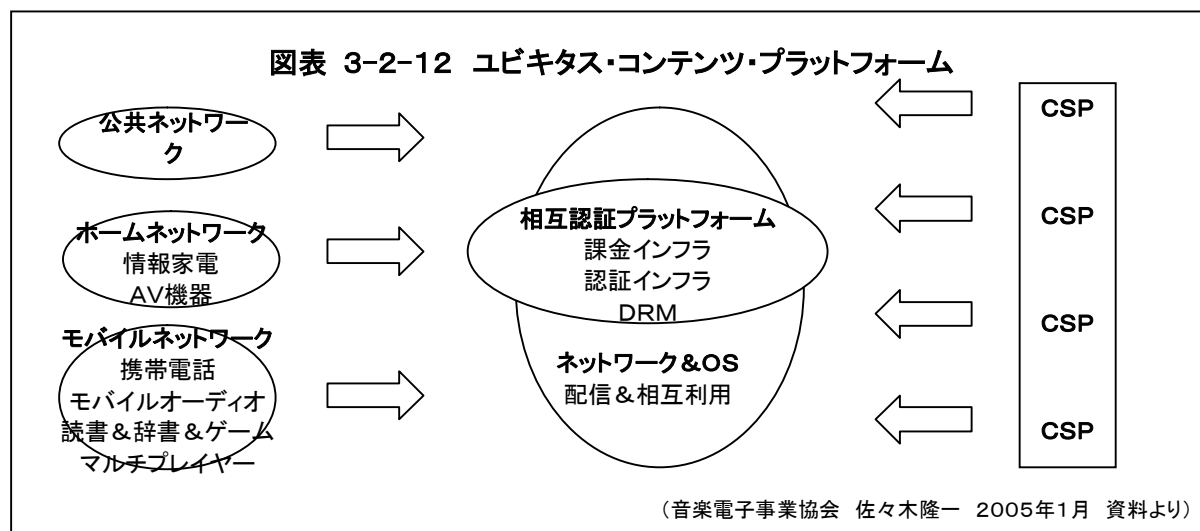 図表 3-2-12 ユビキタス・コンテンツ・プラットフォーム
公共ネットワー
ク
ホームネットワーク
情報家電
AV機器
モバイルネットワーク
携帯電話
モバイルオーディオ
読書&辞書&ゲーム
マルチプレイヤー
相互認証プラットフォーム
課金インフラ
認証インフラ
DRM
ネットワーク&OS
配信&相互利用
CSP
CSP
CSP
CSP
(音楽電子事業協会 佐々木隆一 2005年1月 資料より)